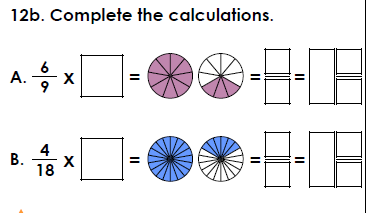 12b. Complete the calculations.
A. 6/9 x = = =
B. 4/18 x = = =